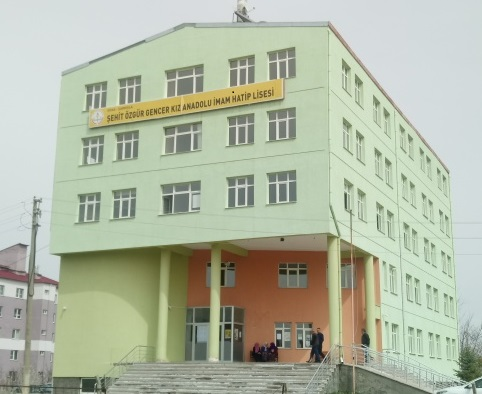 ŞEHİT ÖZGÜR GENCER KIZ ANADOLU İMAM HATİP LİSESİ